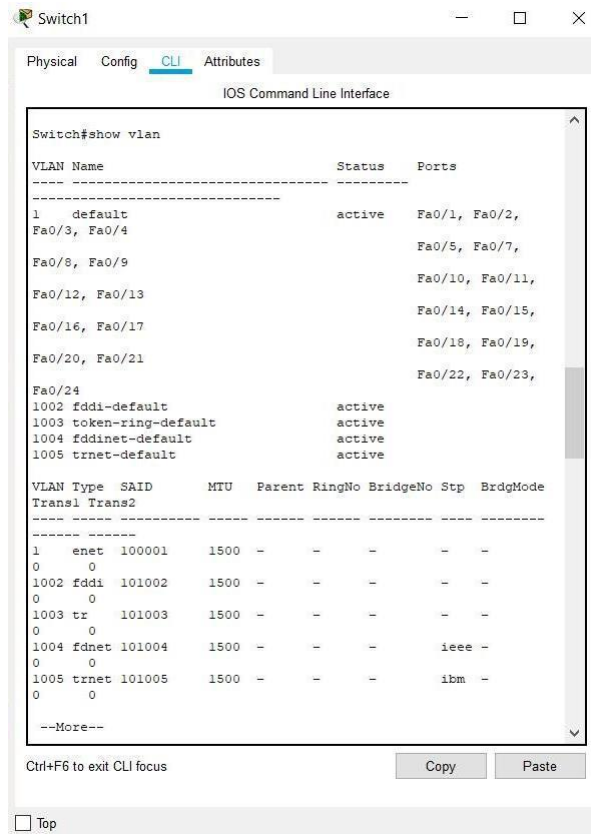 Switch1
Physical Config CLI Attributes
IOS Command Line Interface
Switch#show vlan
VLAN Name Status Ports
---- -------------------------------- ---------
-------------------------------
1 default active Fa0/1, Fa0/2,
Fa0/3, Fa0/4
Fa0/5, Fa0/7,
Fa0/8, Fa0/9
Fa0/10, Fa0/11,
Fa0/12, Fa0/13
Fa0/14, Fa0/15,
Fa0/16, Fa0/17
Fa0/18, Fa0/19,
Fa0/20, Fa0/21
Fa0/22, Fa0/23,
Fa0/24
1002 fddi-default active
1003 token-ring-default active
1004 fddinet-default active
1005 trnet-default active
VLAN Type SAID MTU Parent RingNo BridgeNo Stp BrdgMode
Trans1 Trans2
---- ----- ---------- ----- ------ ------ -------- ---- --------
------ ------
1 enet 100001 1500 - - - - -
0 0
1002 fddi 101002 1500 - - - - -
0 0
1003 tr 101003 1500 - - - - -
0 0
1004 fdnet 101004 1500 - - - ieee -
0 0
1005 trnet 101005 1500 - - - ibm -
0 0
--More--
Ctrl+F6 to exit CLI focus Copy Paste
Top